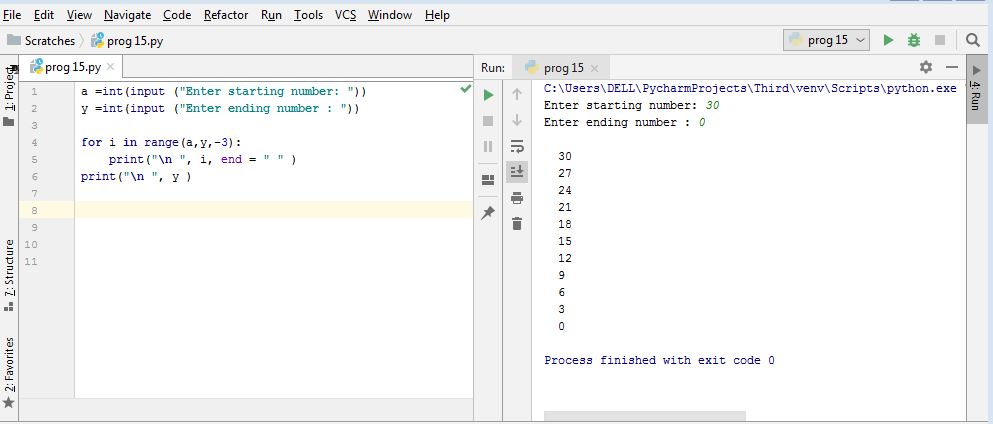 File Edit View Navigate Code Refactor Run Tools VCS Window Help
Scratches prog 15.py prog 15
1: Project
prog 15.py
1 a =int(input ("Enter starting number: "))
2 y =int(input ("Enter ending number : "))
3
4 for i in range(a,y,-3):
5 print("\n ", i, end = " " )
6 print("\n ", y )
7
8
9
10
11
7: Structure
2: Favorites
Run: prog 15
C:\Users\DELL\PycharmProjects\Third\venv\Scripts\python.exe
Enter starting number: 30
Enter ending number : 0
30
27
24
21
18
15
12
9
6
3
0
Process finished with exit code 0
4: Run